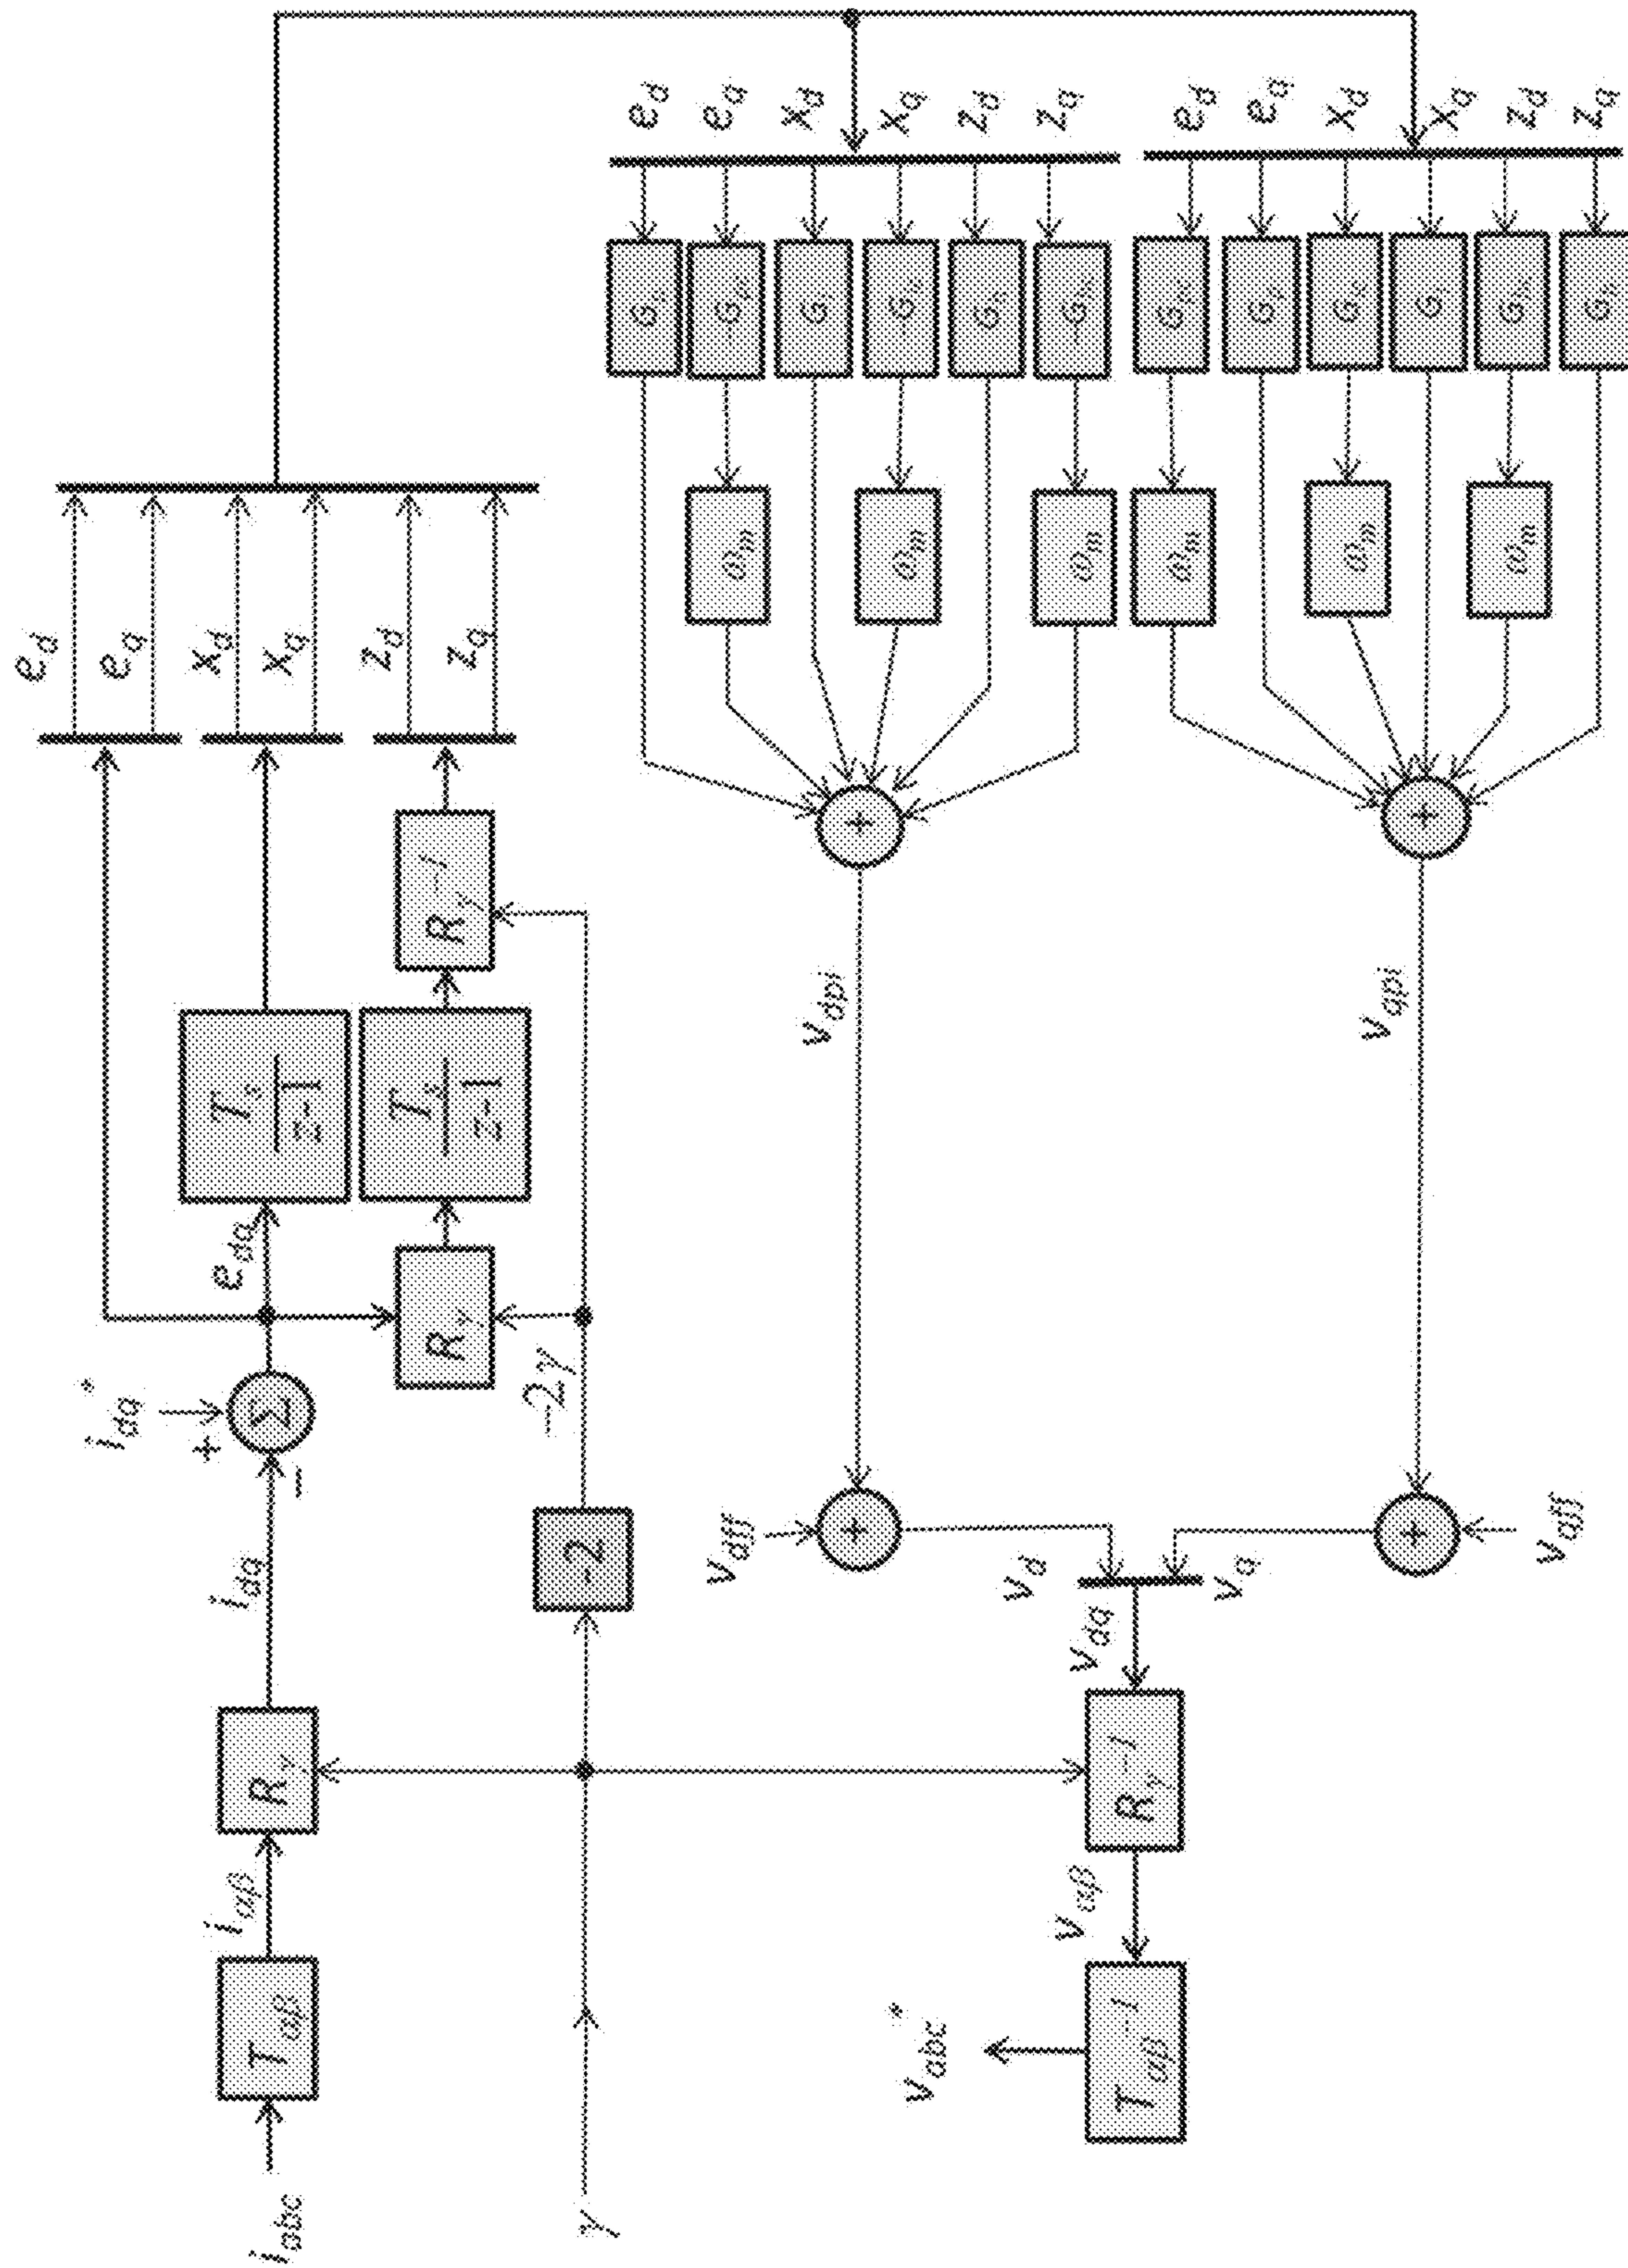 i_abc
T_αβ
i_αβ
R_γ
i_dq
i_dq*
+
−
Σ
e_dq
T_s
z-1
R_γ
T_s
z-1
R_γ^-1
e_d
e_q
x_d
x_q
z_d
z_q
γ
-2
-2γ
e_d
e_q
x_d
x_q
z_d
z_q
ω_m
ω_m
ω_m
+
v_dpi
e_d
e_q
x_d
x_q
z_d
z_q
ω_m
ω_m
ω_m
+
v_qpi
v_dff
+
v_d
v_qff
+
v_q
v_dq
R_γ^-1
v_αβ
T_αβ^-1
v_abc*